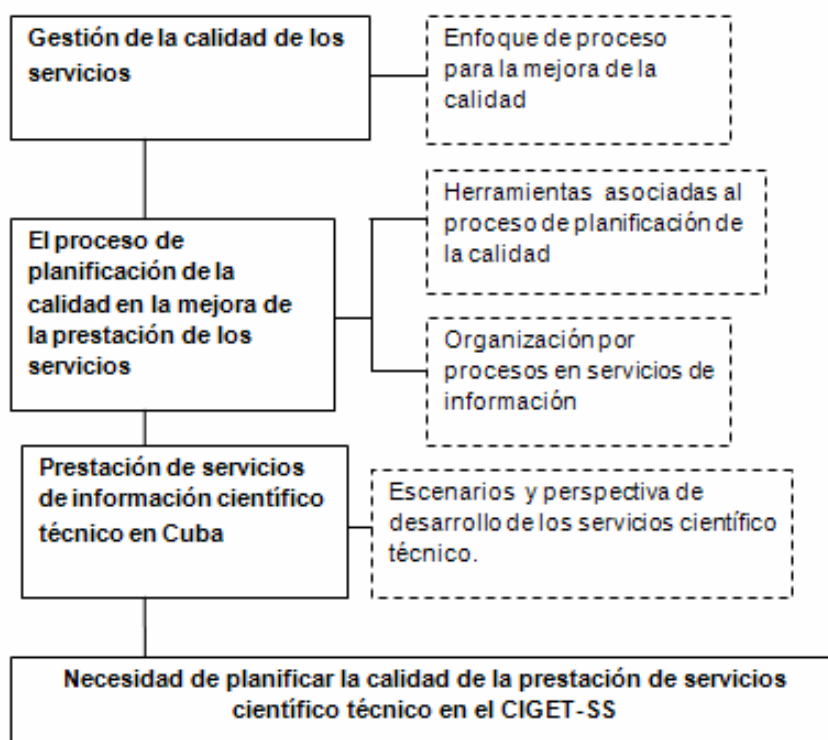 Gestión de la calidad de los
servicios
Enfoque de proceso
para la mejora de la
calidad
El proceso de
planificación de la
calidad en la mejora de
la prestación de los
servicios
Herramientas asociadas al
proceso de planificación de
la calidad
Organización por
procesos en servicios de
información
Prestación de servicios
de información científico
técnico en Cuba
Escenarios y perspectiva de
desarrollo de los servicios científico
técnico.
Necesidad de planificar la calidad de la prestación de servicios
científico técnico en el CIGET-SS